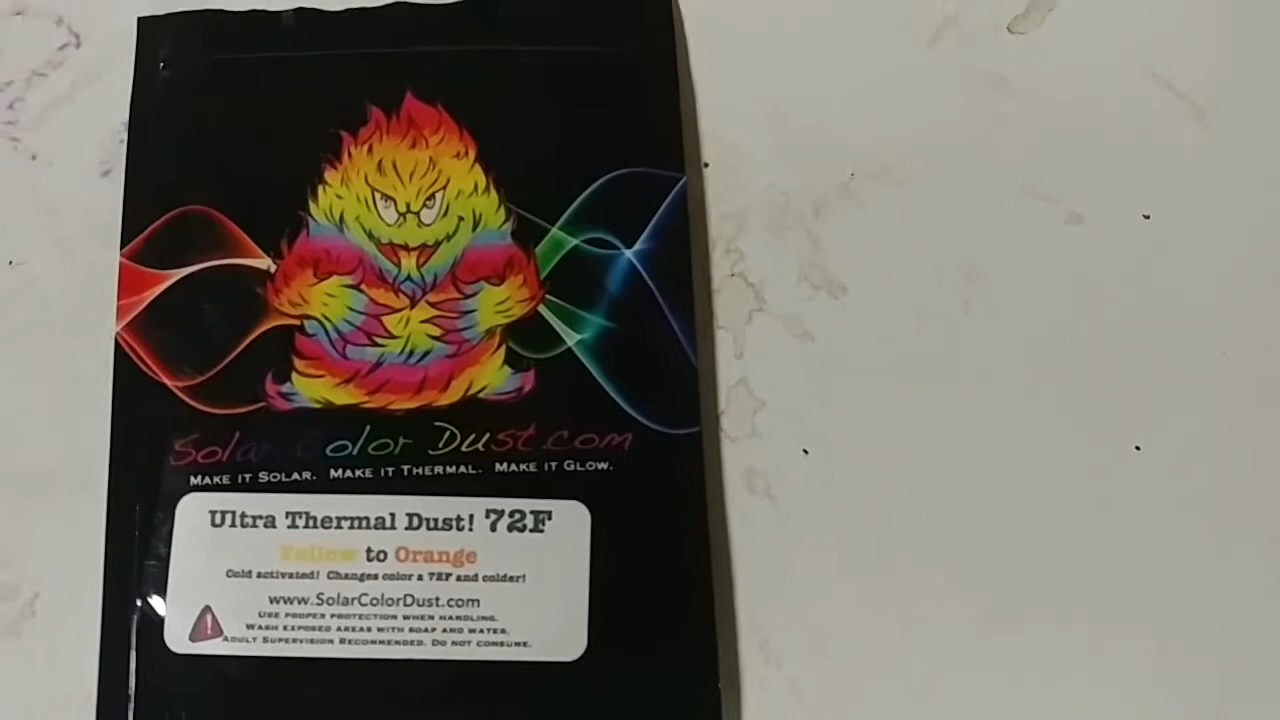 Solar Color Dust.com
Make it Solar. Make it Thermal. Make it Glow.
Ultra Thermal Dust! 72F
Yellow to Orange
Cold activated! Changes color a 72F and colder!
www.SolarColorDust.com
Use proper protection when handling.
Wash exposed areas with soap and water.
Adult Supervision Recommended. Do not consume.